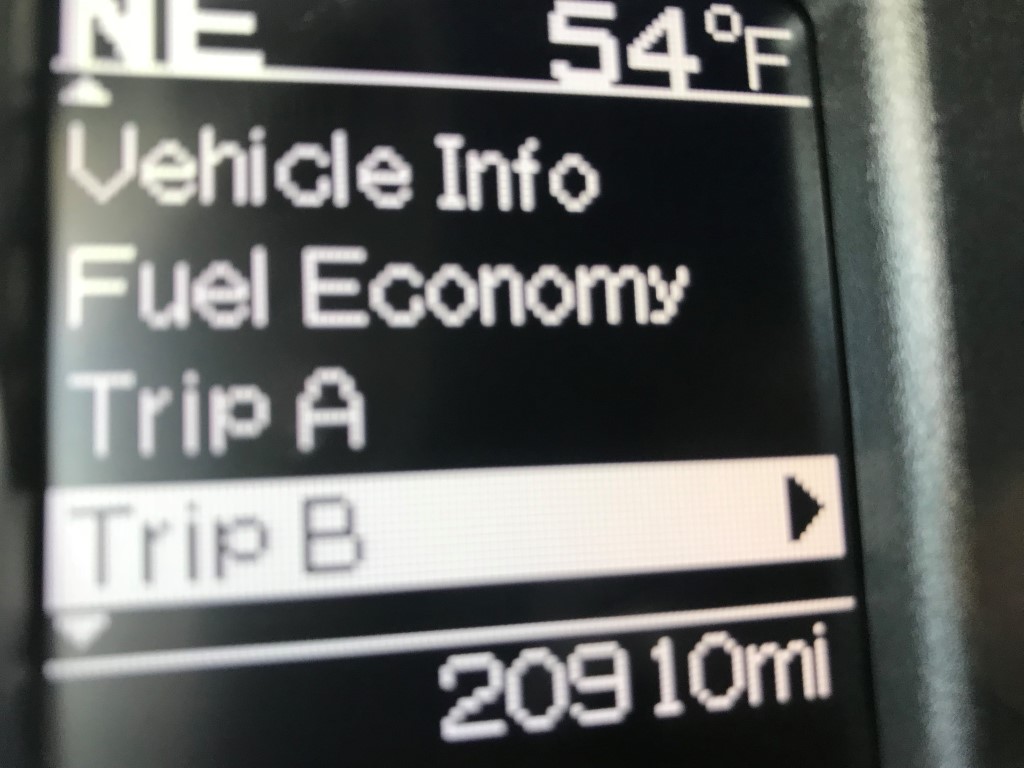 NE 54°F
Vehicle Info
Fuel Economy
Trip A
Trip B
20910mi